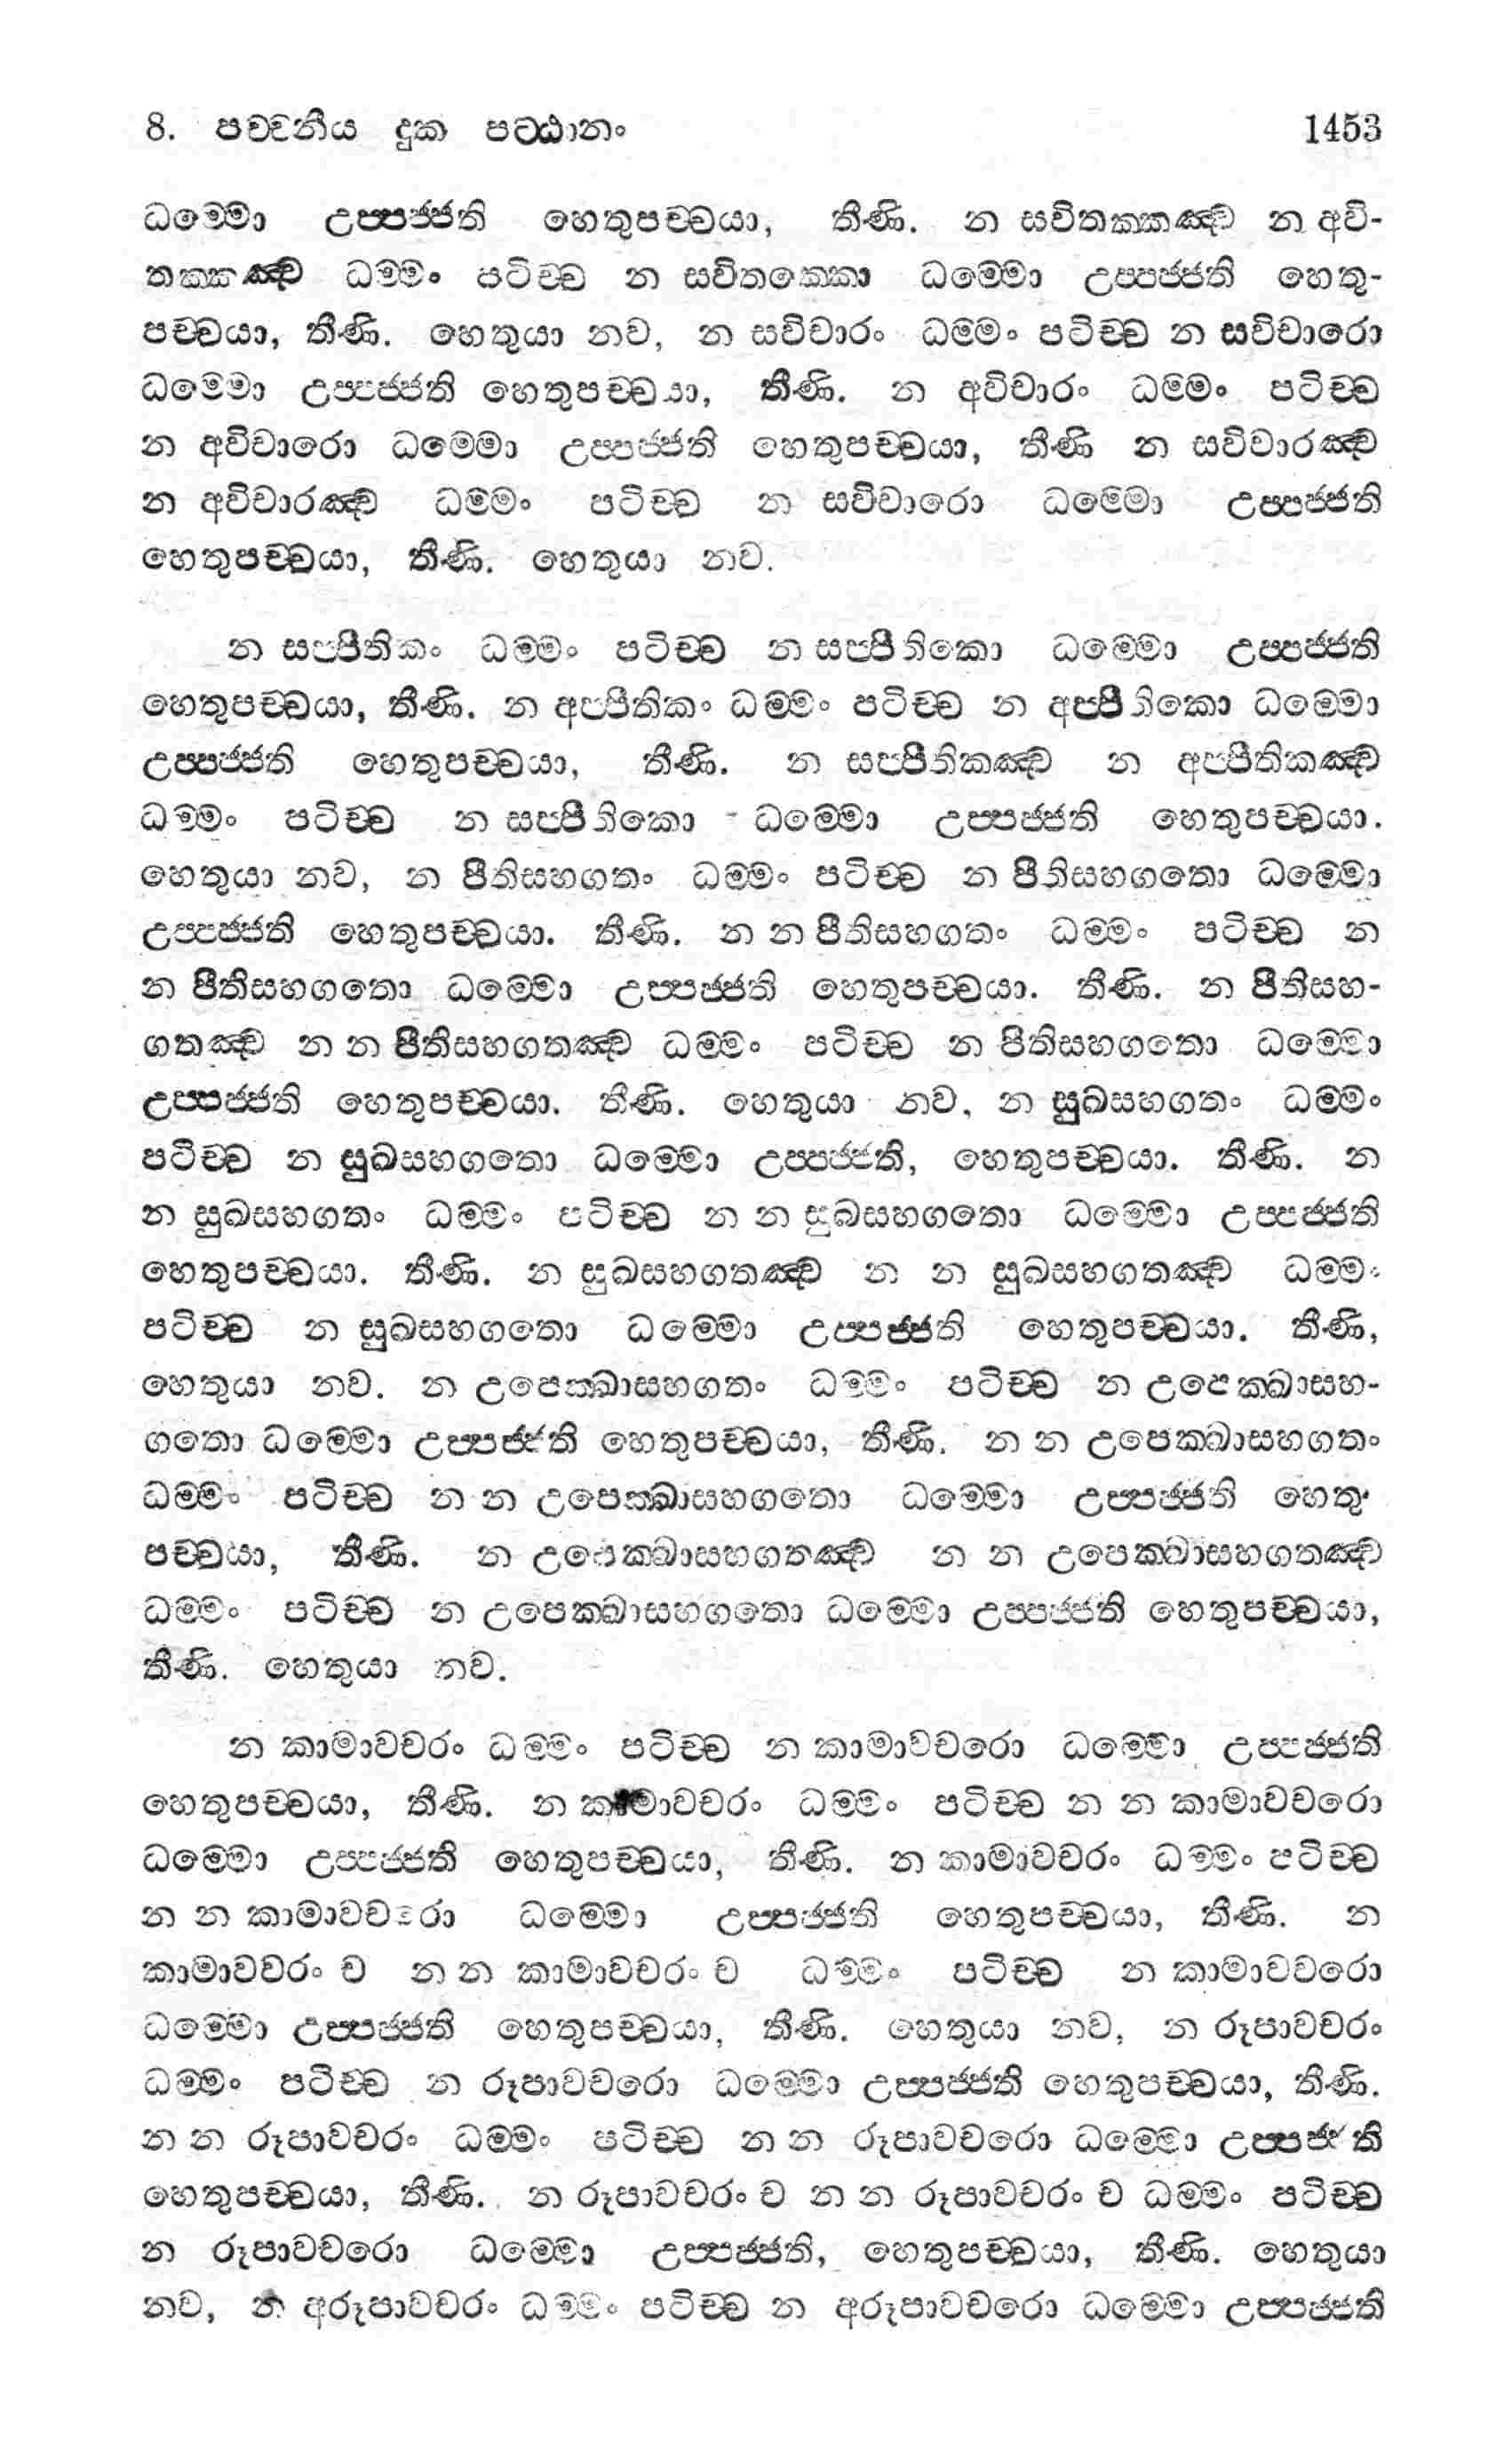 8. පච්චනීය දුක පට්ඨානං 1453
ධම්මො උප්පජ්ජති හෙතුපච්චයා, තීණි. න සවිතක්කඤ්ච න අවි-
තක්කඤ්ච ධම්මං පටිච්ච න සවිතක්කො ධම්මො උප්පජ්ජති හෙතු-
පච්චයා, තීණි. හෙතුයා නව, න සවිචාරං ධම්මං පටිච්ච න සවිචාරො
ධම්මො උප්පජ්ජති හෙතුපච්චයා, තීණි. න අවිචාරං ධම්මං පටිච්ච
න අවිචාරො ධම්මො උප්පජ්ජති හෙතුපච්චයා, තීණි න සවිචාරඤ්ච
න අවිචාරඤ්ච ධම්මං පටිච්ච න සවිචාරො ධම්මො උප්පජ්ජති
හෙතුපච්චයා, තීණි. හෙතුයා නව.
න සප්පීතිකං ධම්මං පටිච්ච න සප්පීතිකො ධම්මො උප්පජ්ජති
හෙතුපච්චයා, තීණි. න අප්පීතිකං ධම්මං පටිච්ච න අප්පීතිකො ධම්මො
උප්පජ්ජති හෙතුපච්චයා, තීණි. න සප්පීතිකඤ්ච න අප්පීතිකඤ්ච
ධම්මං පටිච්ච න සප්පීතිකො ධම්මො උප්පජ්ජති හෙතුපච්චයා.
හෙතුයා නව, න පීතිසහගතං ධම්මං පටිච්ච න පීතිසහගතො ධම්මො
උප්පජ්ජති හෙතුපච්චයා. තීණි. න න පීතිසහගතං ධම්මං පටිච්ච න
න පීතිසහගතො ධම්මො උප්පජ්ජති හෙතුපච්චයා. තීණි. න පීතිසහ-
ගතඤ්ච න න පීතිසහගතඤ්ච ධම්මං පටිච්ච න පීතිසහගතො ධම්මො
උප්පජ්ජති හෙතුපච්චයා. තීණි. හෙතුයා නව, න සුඛසහගතං ධම්මං
පටිච්ච න සුඛසහගතො ධම්මො උප්පජ්ජති, හෙතුපච්චයා. තීණි. න
න සුඛසහගතං ධම්මං පටිච්ච න න සුඛසහගතො ධම්මො උප්පජ්ජති
හෙතුපච්චයා. තීණි. න සුඛසහගතඤ්ච න න සුඛසහගතඤ්ච ධම්මං
පටිච්ච න සුඛසහගතො ධම්මො උප්පජ්ජති හෙතුපච්චයා. තීණි,
හෙතුයා නව. න උපෙක්ඛාසහගතං ධම්මං පටිච්ච න උපෙක්ඛාසහ-
ගතො ධම්මො උප්පජ්ජති හෙතුපච්චයා, තීණි. න න උපෙක්ඛාසහගතං
ධම්මං පටිච්ච න න උපෙක්ඛාසහගතො ධම්මො උප්පජ්ජති හෙතු-
පච්චයා, තීණි. න උපෙක්ඛාසහගතඤ්ච න න උපෙක්ඛාසහගතඤ්ච
ධම්මං පටිච්ච න උපෙක්ඛාසහගතො ධම්මො උප්පජ්ජති හෙතුපච්චයා,
තීණි. හෙතුයා නව.
න කාමාවචරං ධම්මං පටිච්ච න කාමාවචරො ධම්මො උප්පජ්ජති
හෙතුපච්චයා, තීණි. න කාමාවචරං ධම්මං පටිච්ච න න කාමාවචරො
ධම්මො උප්පජ්ජති හෙතුපච්චයා, තීණි. න කාමාවචරං ධම්මං පටිච්ච
න න කාමාවචරො ධම්මො උප්පජ්ජති හෙතුපච්චයා, තීණි. න
කාමාවචරං ච න න කාමාවචරං ච ධම්මං පටිච්ච න කාමාවචරො
ධම්මො උප්පජ්ජති හෙතුපච්චයා, තීණි. හෙතුයා නව, න රූපාවචරං
ධම්මං පටිච්ච න රූපාවචරො ධම්මො උප්පජ්ජති හෙතුපච්චයා, තීණි.
න න රූපාවචරං ධම්මං පටිච්ච න න රූපාවචරො ධම්මො උප්පජ්ජති
හෙතුපච්චයා, තීණි. න රූපාවචරං ච න න රූපාවචරං ච ධම්මං පටිච්ච
න රූපාවචරො ධම්මො උප්පජ්ජති, හෙතුපච්චයා, තීණි. හෙතුයා
නව, න අරූපාවචරං ධම්මං පටිච්ච න අරූපාවචරො ධම්මො උප්පජ්ජති